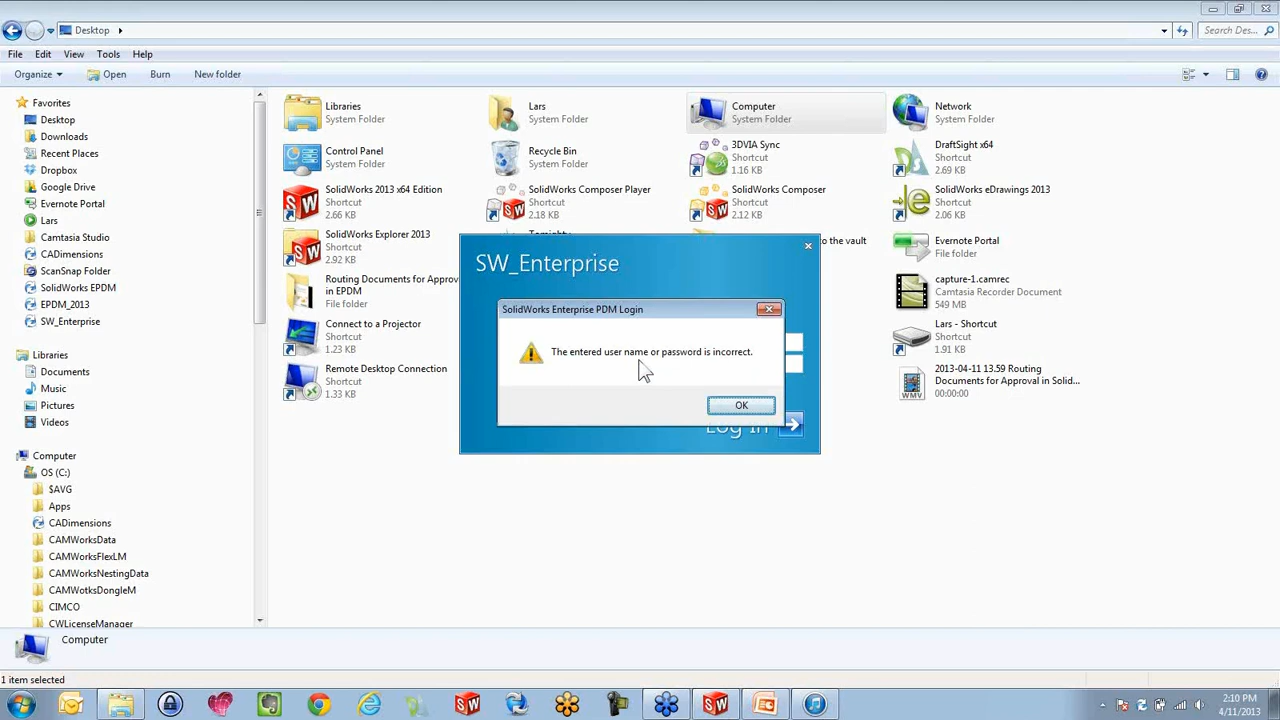 Desktop
Search Des...
File Edit View Tools Help
Organize Open Burn New folder
Favorites
Desktop
Downloads
Recent Places
Dropbox
Google Drive
Evernote Portal
Lars
Camtasia Studio
CADimensions
ScanSnap Folder
SolidWorks EPDM
EPDM_2013
SW_Enterprise
Libraries
Documents
Music
Pictures
Videos
Computer
OS (C:)
$AVG
Apps
CADimensions
CAMWorksData
CAMWorksFlexLM
CAMWorksNestingData
CAMWotksDongleM
CIMCO
CWLicenseManager
Libraries
System Folder
Lars
System Folder
Computer
System Folder
Network
System Folder
Control Panel
System Folder
Recycle Bin
System Folder
3DVIA Sync
Shortcut
1.16 KB
DraftSight x64
Shortcut
2.69 KB
SolidWorks 2013 x64 Edition
Shortcut
2.66 KB
SolidWorks Composer Player
Shortcut
2.18 KB
SolidWorks Composer
Shortcut
2.12 KB
SolidWorks eDrawings 2013
Shortcut
2.06 KB
SolidWorks Explorer 2013
Shortcut
2.92 KB
to the vault
Evernote Portal
File folder
Routing Documents for Approval
in EPDM
File folder
capture-1.camrec
Camtasia Recorder Document
549 MB
Connect to a Projector
Shortcut
1.23 KB
Lars - Shortcut
Shortcut
1.91 KB
Remote Desktop Connection
Shortcut
1.33 KB
2013-04-11 13.59 Routing
Documents for Approval in Solid...
00:00:00
SW_Enterprise
SolidWorks Enterprise PDM Login
The entered user name or password is incorrect.
OK
Log In
Computer
1 item selected
2:10 PM
4/11/2013